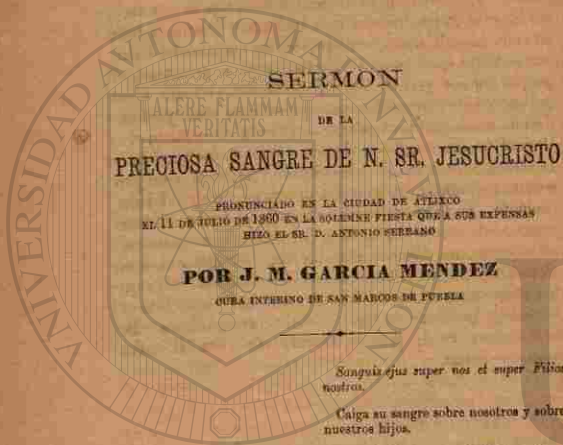 SERMON
DE LA
PRECIOSA SANGRE DE N. SR. JESUCRISTO
PRONUNCIADO EN LA CIUDAD DE ATLIXCO
EL 11 DE JULIO DE 1860 EN LA SOLEMNE FIESTA QUE A SUS EXPENSAS
HIZO EL SR. D. ANTONIO SERRANO
POR J. M. GARCIA MENDEZ
CURA INTERINO DE SAN MARCOS DE PUEBLA
Sanguis ejus super nos et super Filios
nostros.
Caiga su sangre sobre nosotros y sobre
nuestros hijos.
ALERE FLAMMAM
VERITATIS